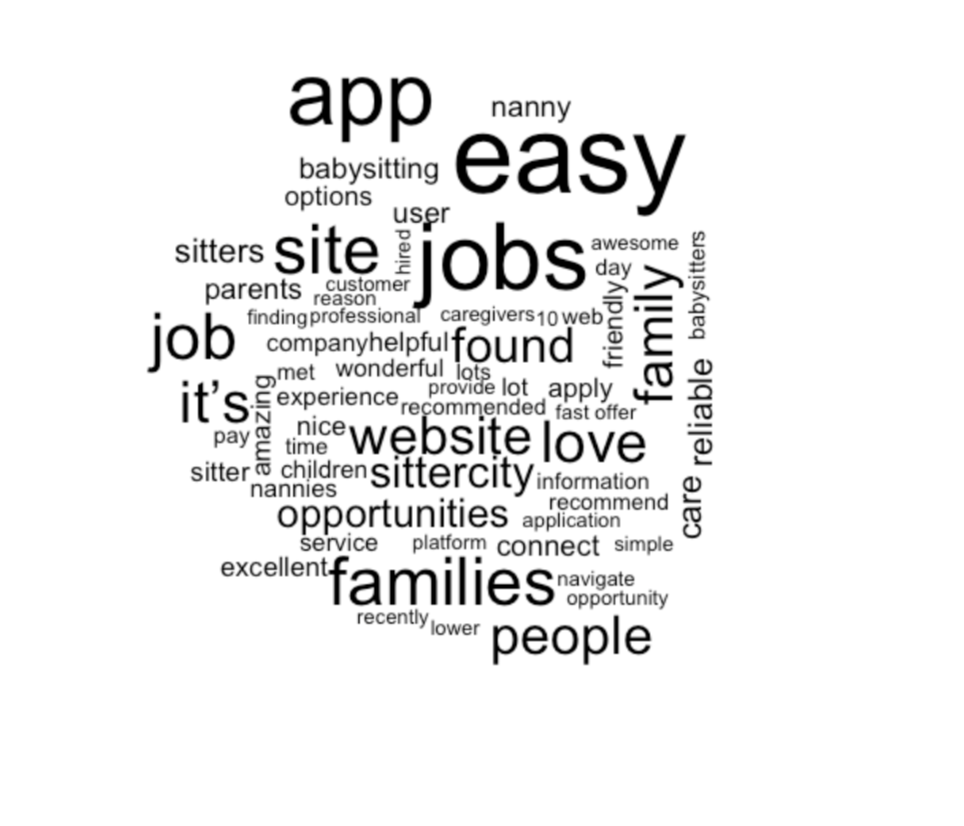 app
nanny
easy
babysitting
options
user
sitters site hired jobs awesome
day
parents customer
reason
friendly
family
babysitters
finding professional caregivers 10 web
job company helpful found
met wonderful lots
it’s amazing experience provide lot apply
recommended fast offer
reliable
nice website love
pay time
sitter children sittercity information
nannies recommend
care
opportunities application
service platform connect simple
excellent families navigate
opportunity
recently lower people